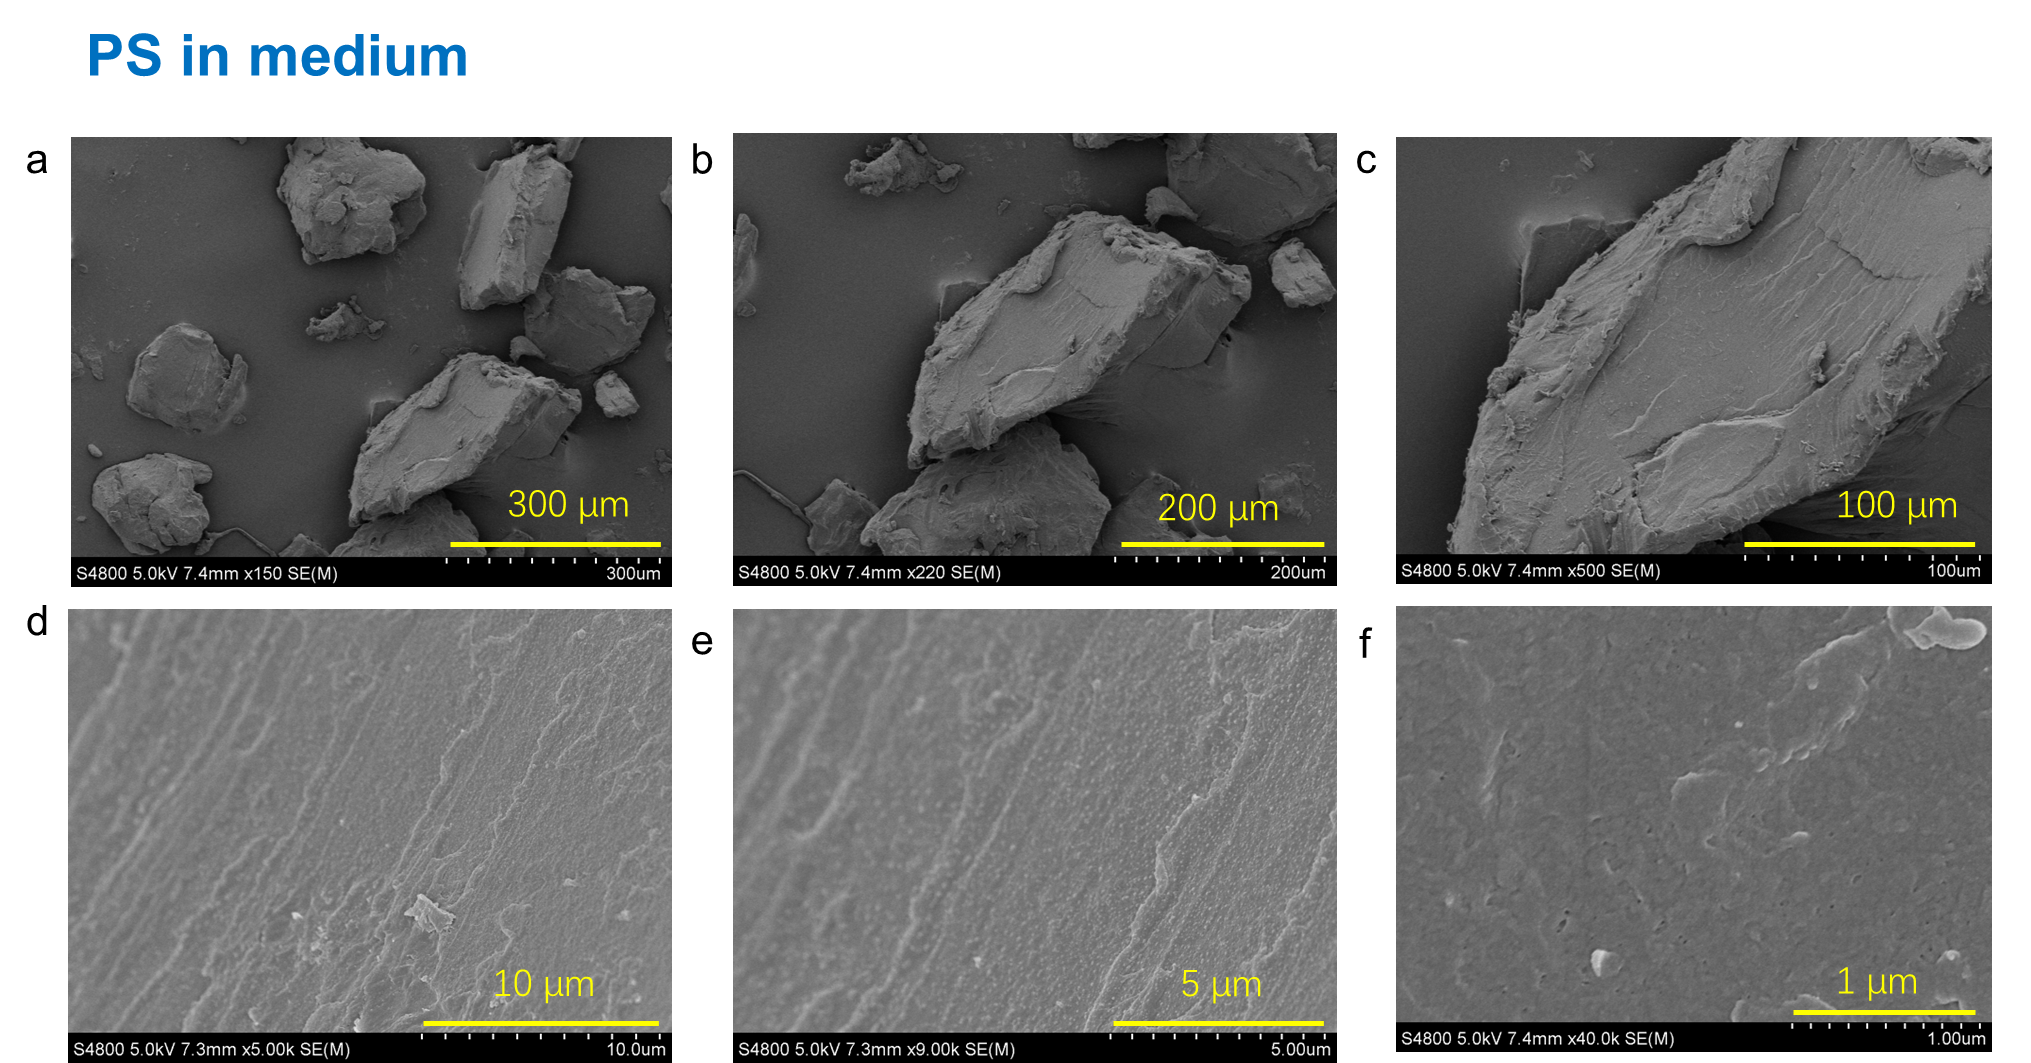 PS in medium
a
300 μm
S4800 5.0kV 7.4mm x150 SE(M)
300um
b
200 μm
S4800 5.0kV 7.4mm x220 SE(M)
200um
c
100 μm
S4800 5.0kV 7.4mm x500 SE(M)
100um
d
10 μm
S4800 5.0kV 7.3mm x5.00k SE(M)
10.0um
e
5 μm
S4800 5.0kV 7.3mm x9.00k SE(M)
5.00um
f
1 μm
S4800 5.0kV 7.4mm x40.0k SE(M)
1.00um